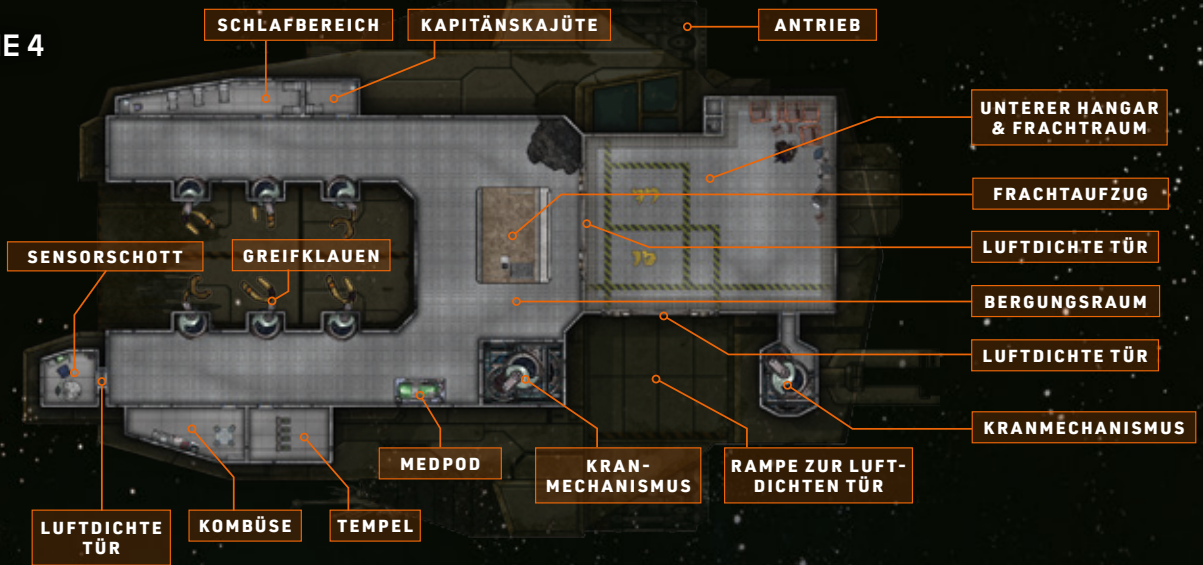 E 4
SCHLAFBEREICH
KAPITÄNSKAJÜTE
ANTRIEB
UNTERER HANGAR
& FRACHTRAUM
FRACHTAUFZUG
LUFTDICHTE TÜR
SENSORSCHOTT
GREIFKLAUEN
BERGUNGSRAUM
LUFTDICHTE TÜR
KRANMECHANISMUS
MEDPOD
KRAN-
MECHANISMUS
RAMPE ZUR LUFT-
DICHTEN TÜR
LUFTDICHTE
TÜR
KOMBÜSE
TEMPEL